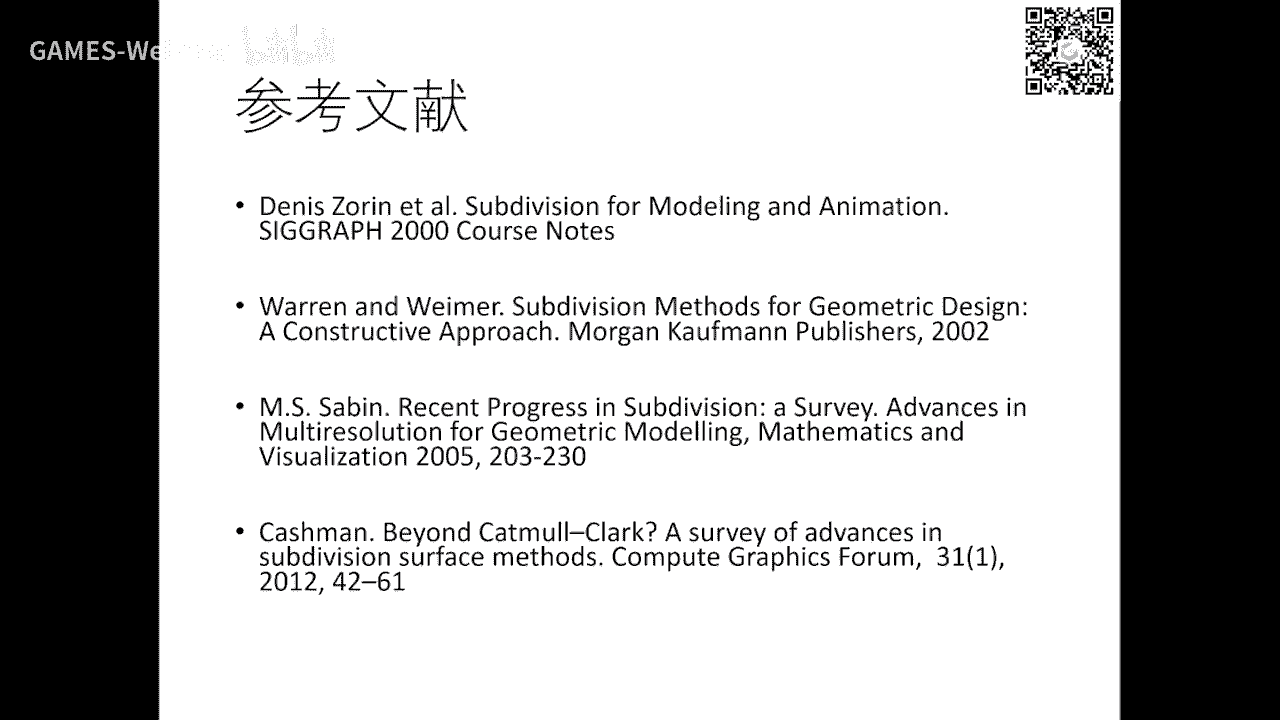 GAMES-We
参考文献
• Denis Zorin et al. Subdivision for Modeling and Animation.
SIGGRAPH 2000 Course Notes
• Warren and Weimer. Subdivision Methods for Geometric Design:
A Constructive Approach. Morgan Kaufmann Publishers, 2002
• M.S. Sabin. Recent Progress in Subdivision: a Survey. Advances in
Multiresolution for Geometric Modelling, Mathematics and
Visualization 2005, 203-230
• Cashman. Beyond Catmull–Clark? A survey of advances in
subdivision surface methods. Compute Graphics Forum, 31(1),
2012, 42–61